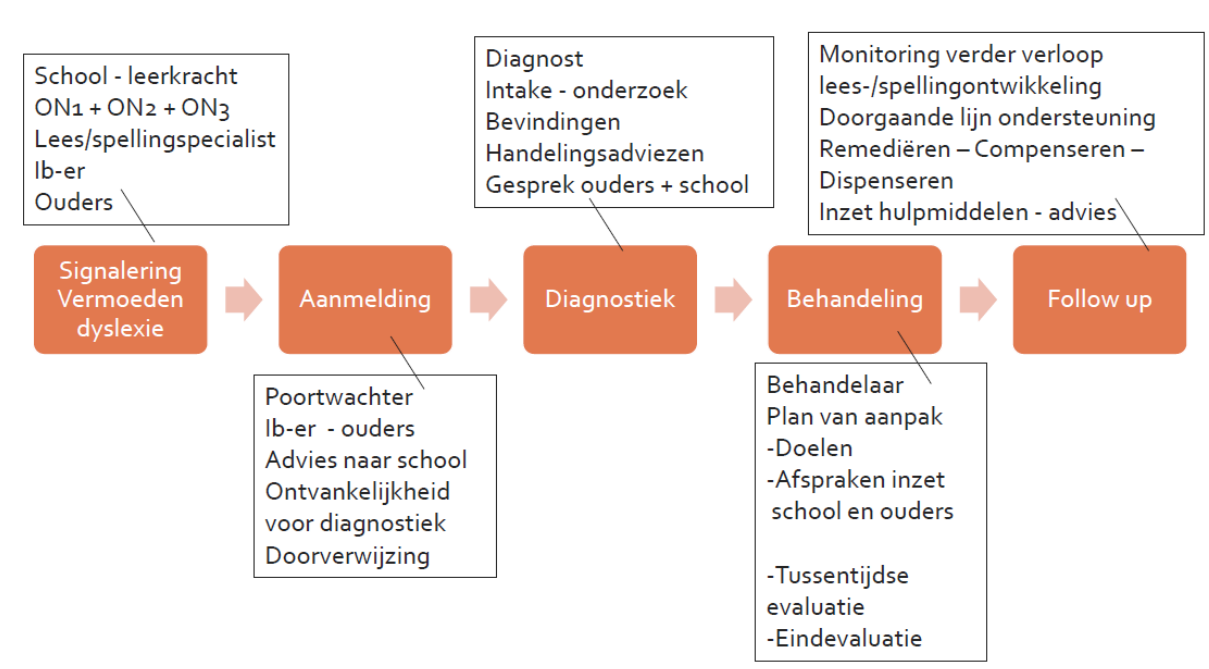 School - leerkracht
ON1 + ON2 + ON3
Lees/spellingspecialist
Ib-er
Ouders
Diagnost
Intake - onderzoek
Bevindingen
Handelingsadviezen
Gesprek ouders + school
Monitoring verder verloop
lees-/spellingontwikkeling
Doorgaande lijn ondersteuning
Remediëren – Compenseren –
Dispenseren
Inzet hulpmiddelen - advies
Signalering
Vermoeden
dyslexie
Aanmelding
Diagnostiek
Behandeling
Follow up
Poortwachter
Ib-er - ouders
Advies naar school
Ontvankelijkheid
voor diagnostiek
Doorverwijzing
Behandelaar
Plan van aanpak
-Doelen
-Afspraken inzet
school en ouders
-Tussentijdse
evaluatie
-Eindevaluatie